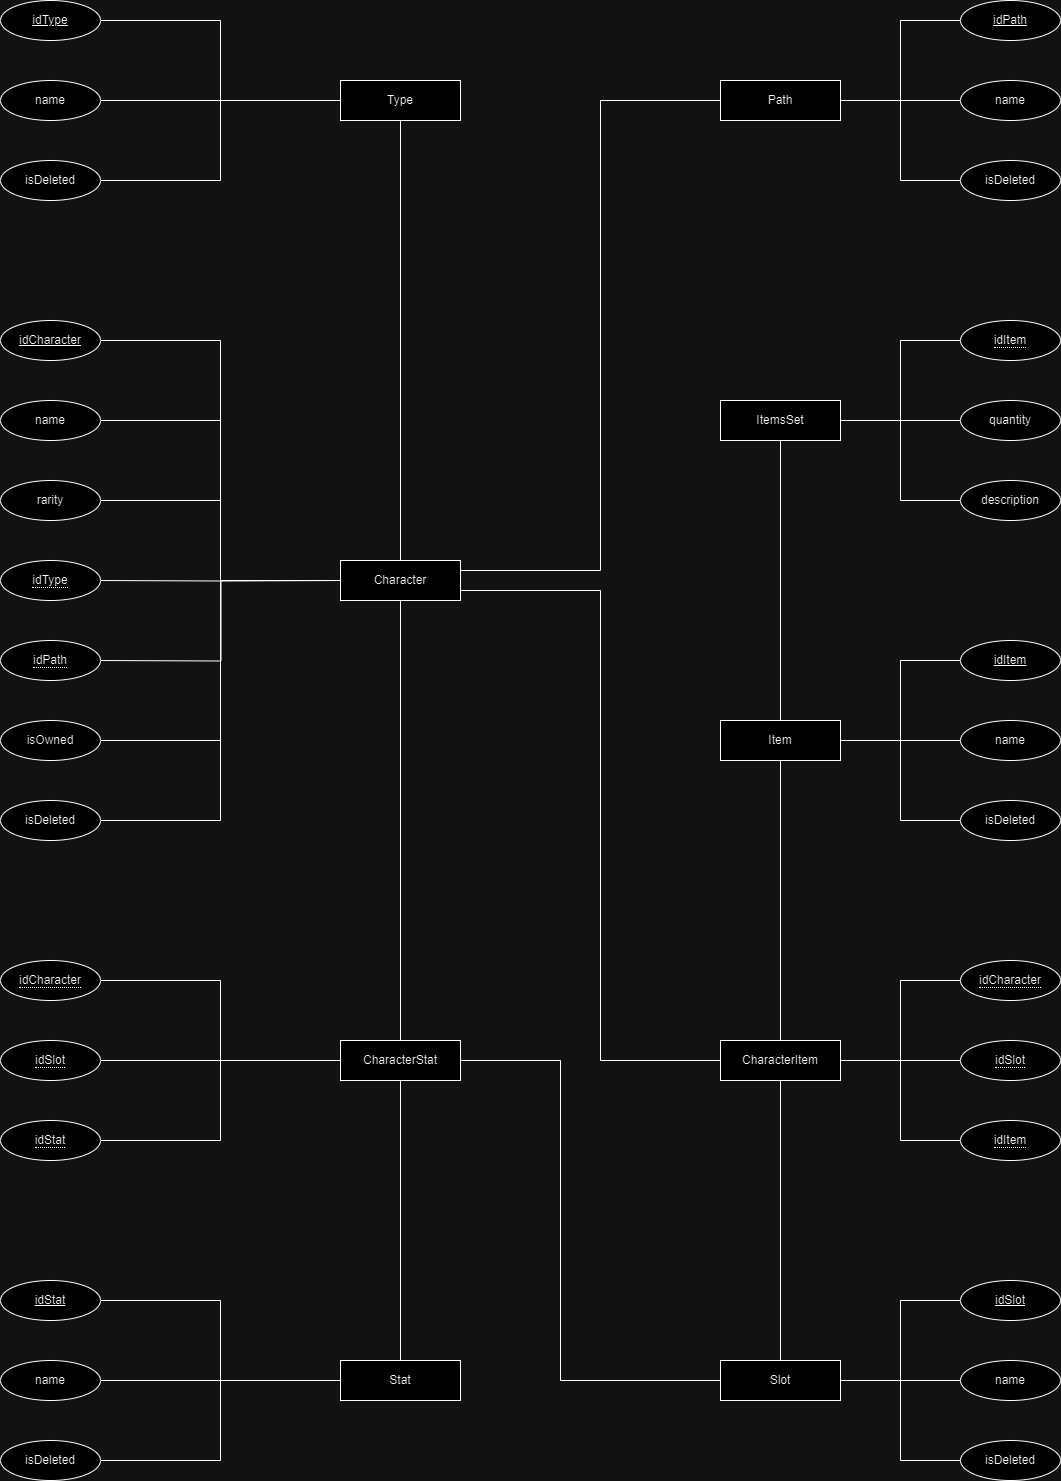 idType
name
isDeleted
Type
Path
idPath
name
isDeleted
idCharacter
name
rarity
idType
idPath
isOwned
isDeleted
Character
ItemsSet
idItem
quantity
description
Item
idItem
name
isDeleted
idCharacter
idSlot
idStat
CharacterStat
CharacterItem
idCharacter
idSlot
idItem
idStat
name
isDeleted
Stat
Slot
idSlot
name
isDeleted